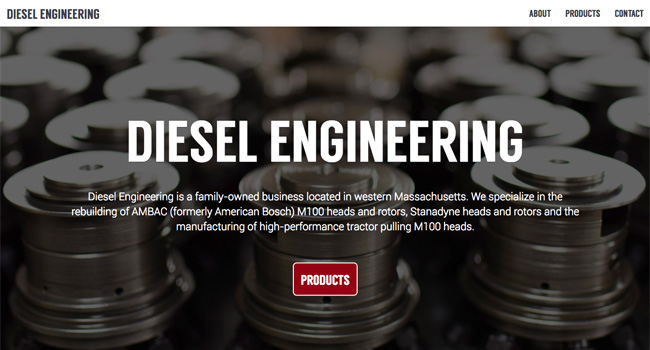 DIESEL ENGINEERING
ABOUT PRODUCTS CONTACT
DIESEL ENGINEERING
Diesel Engineering is a family-owned business located in western Massachusetts. We specialize in the
rebuilding of AMBAC (formerly American Bosch) M100 heads and rotors, Stanadyne heads and rotors and the
manufacturing of high-performance tractor pulling M100 heads.
PRODUCTS